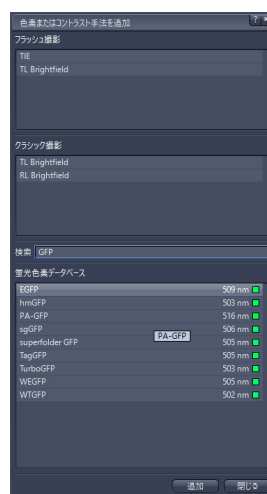 色素またはコントラスト手法を追加
?
フラッシュ撮影
TIE
TL Brightfield
クラシック撮影
TL Brightfield
RL Brightfield
検索 GFP
蛍光色素データベース
EGFP 509 nm
hmGFP 503 nm
PA-GFP 516 nm
sgGFP 506 nm
superfolder GFP 505 nm
PA-GFP
TagGFP 505 nm
TurboGFP 503 nm
WEGFP 505 nm
WTGFP 502 nm
追加 閉じる